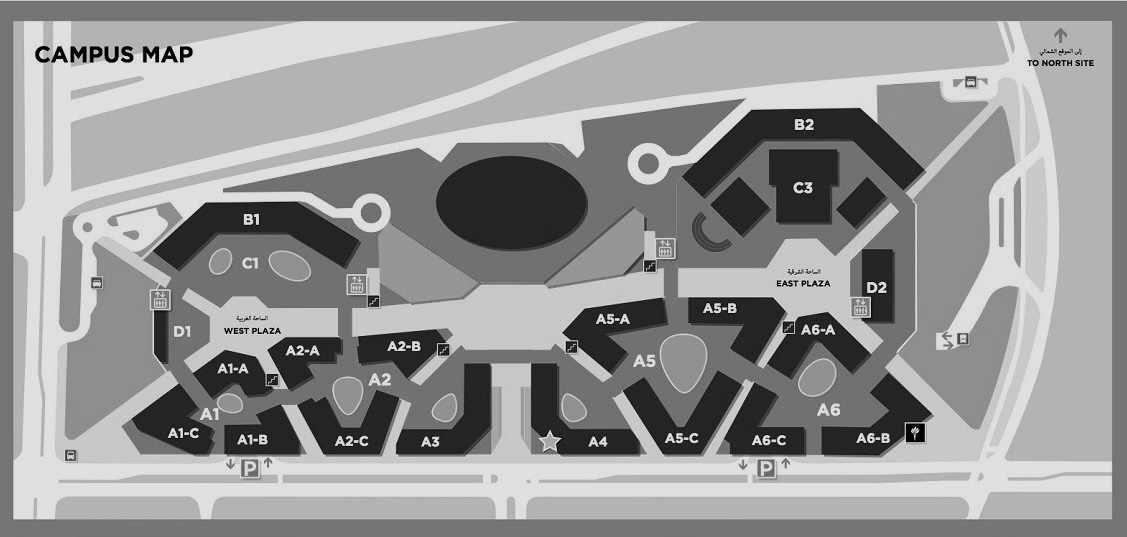 CAMPUS MAP
إلى الموقع الشمالي
TO NORTH SITE
B2
C3
B1
C1
الساحة الشرقية
EAST PLAZA
D2
الساحة الغربية
WEST PLAZA
D1
A5-A
A5-B
A6-A
A2-A
A2-B
A5
A1-A
A2
A1
A6
A1-C
A1-B
A2-C
A3
A4
A5-C
A6-C
A6-B
P
P